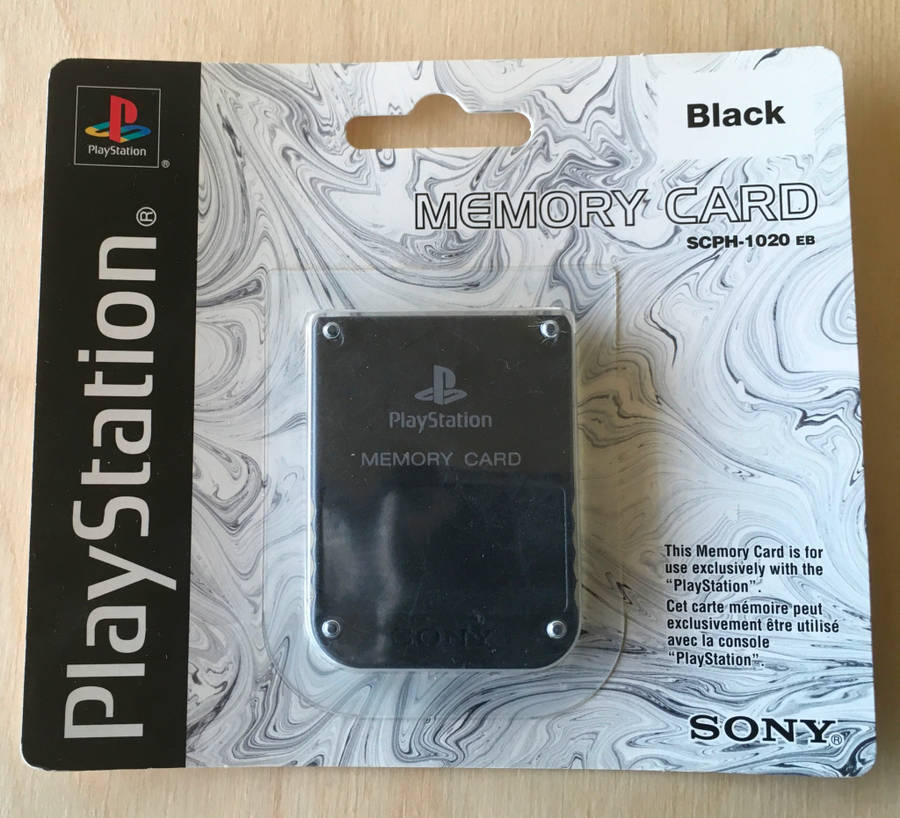 PlayStation
®
PlayStation®
Black
MEMORY CARD
SCPH-1020 EB
PlayStation
MEMORY CARD
SONY
This Memory Card is for
use exclusively with the
“PlayStation”.
Cet carte mémoire peut
exclusivement être utilisé
avec la console
“PlayStation”.
SONY®